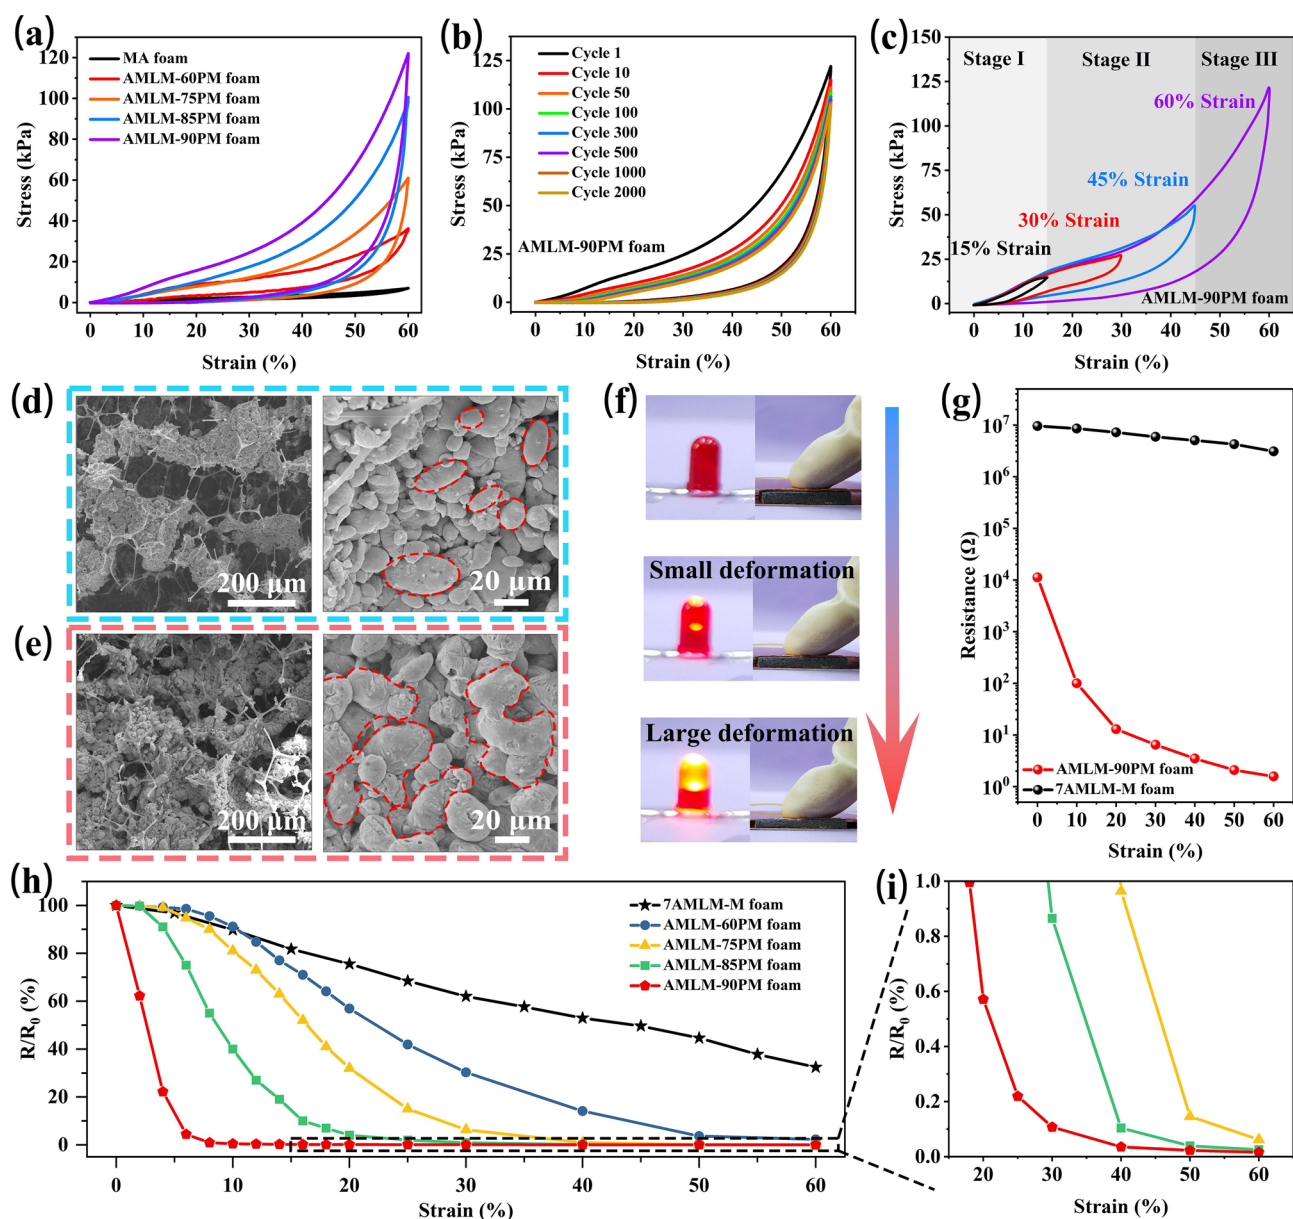 (a)
MA foam
AMLM-60PM foam
AMLM-75PM foam
AMLM-85PM foam
AMLM-90PM foam
Stress (kPa)
0
20
40
60
80
100
120
0 10 20 30 40 50 60
Strain (%)
(b)
Cycle 1
Cycle 10
Cycle 50
Cycle 100
Cycle 300
Cycle 500
Cycle 1000
Cycle 2000
AMLM-90PM foam
Stress (kPa)
0
25
50
75
100
125
0 10 20 30 40 50 60
Strain (%)
(c)
Stage I Stage II Stage III
60% Strain
45% Strain
30% Strain
15% Strain
AMLM-90PM foam
Stress (kPa)
0
25
50
75
100
125
150
0 10 20 30 40 50 60
Strain (%)
(d)
200 μm
20 μm
(e)
200 μm
20 μm
(f)
Small deformation
Large deformation
(g)
Resistance (Ω)
10⁷
10⁶
10⁵
10⁴
10³
10²
10¹
10⁰
AMLM-90PM foam
7AMLM-M foam
0 10 20 30 40 50 60
Strain (%)
(h)
7AMLM-M foam
AMLM-60PM foam
AMLM-75PM foam
AMLM-85PM foam
AMLM-90PM foam
R/R₀ (%)
100
80
60
40
20
0
0 10 20 30 40 50 60
Strain (%)
(i)
R/R₀ (%)
1.0
0.8
0.6
0.4
0.2
0.0
20 30 40 50 60
Strain (%)